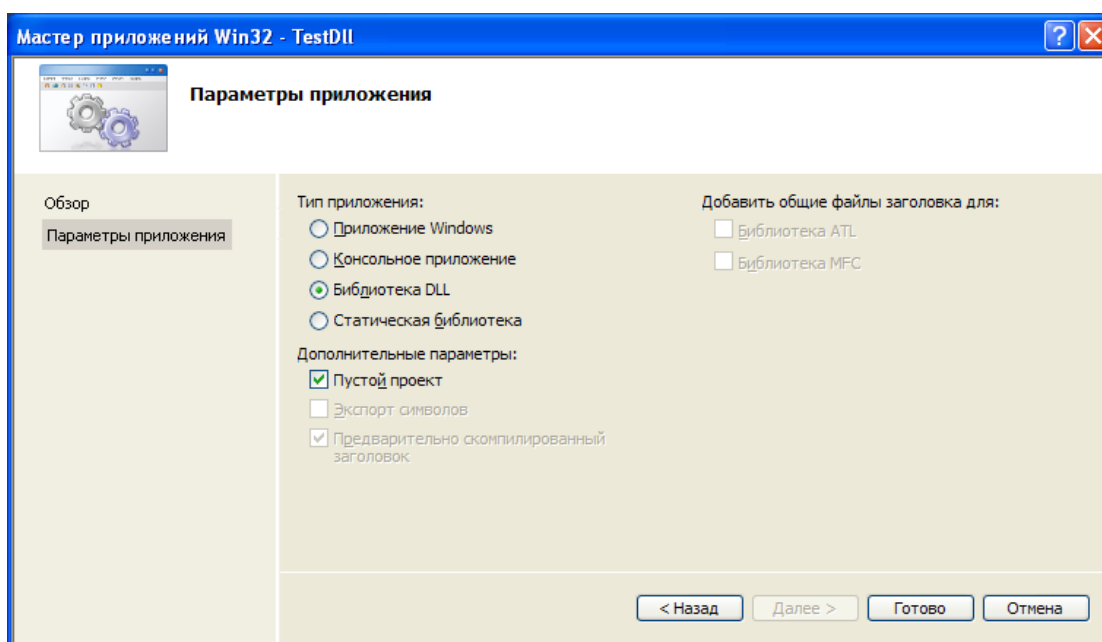 Мастер приложений Win32 - TestDll
Параметры приложения
Обзор
Параметры приложения
Тип приложения:
Приложение Windows
Консольное приложение
Библиотека DLL
Статическая библиотека
Дополнительные параметры:
Пустой проект
Экспорт символов
Предварительно скомпилированный
заголовок
Добавить общие файлы заголовка для:
Библиотека ATL
Библиотека MFC
< Назад
Далее >
Готово
Отмена